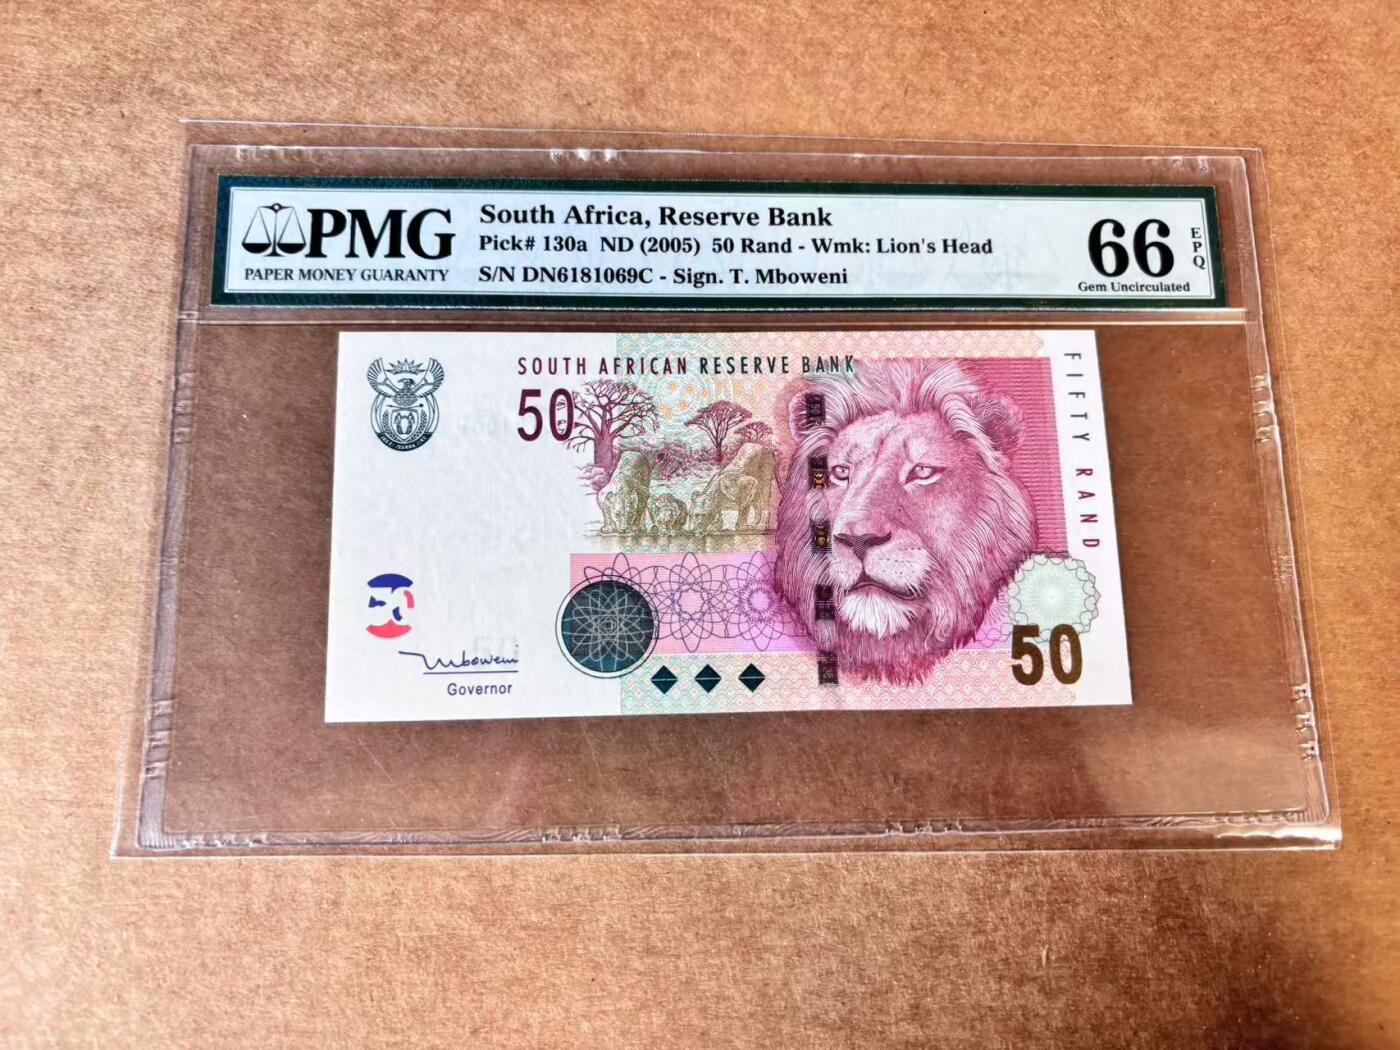 PMG
PAPER MONEY GUARANTY
South Africa, Reserve Bank
Pick# 130a ND (2005) 50 Rand - Wmk: Lion's Head
S/N DN6181069C - Sign. T. Mboweni
66
EPQ
Gem Uncirculated
SOUTH AFRICAN RESERVE BANK
50
FIFTY RAND
50
Mboweni
Governor
50